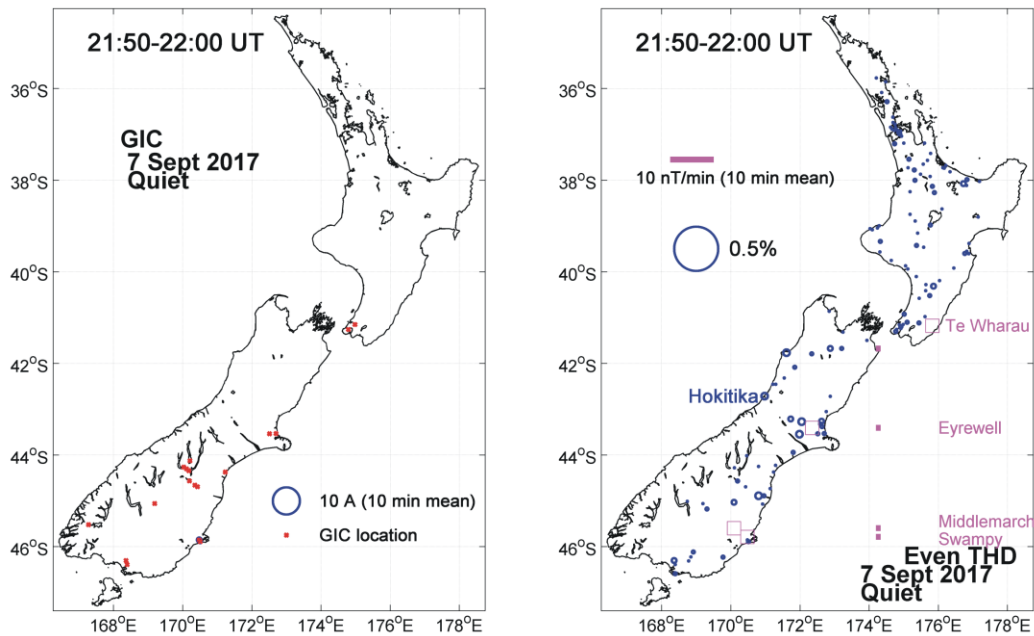 21:50-22:00 UT
36°S
GIC
7 Sept 2017
Quiet
38°S
40°S
42°S
44°S
10 A (10 min mean)
GIC location
46°S
168°E 170°E 172°E 174°E 176°E 178°E
21:50-22:00 UT
36°S
38°S
10 nT/min (10 min mean)
0.5%
40°S
Te Wharau
42°S
Hokitika
Eyrewell
44°S
Middlemarch
46°S
Swampy
Even THD
7 Sept 2017
Quiet
168°E 170°E 172°E 174°E 176°E 178°E